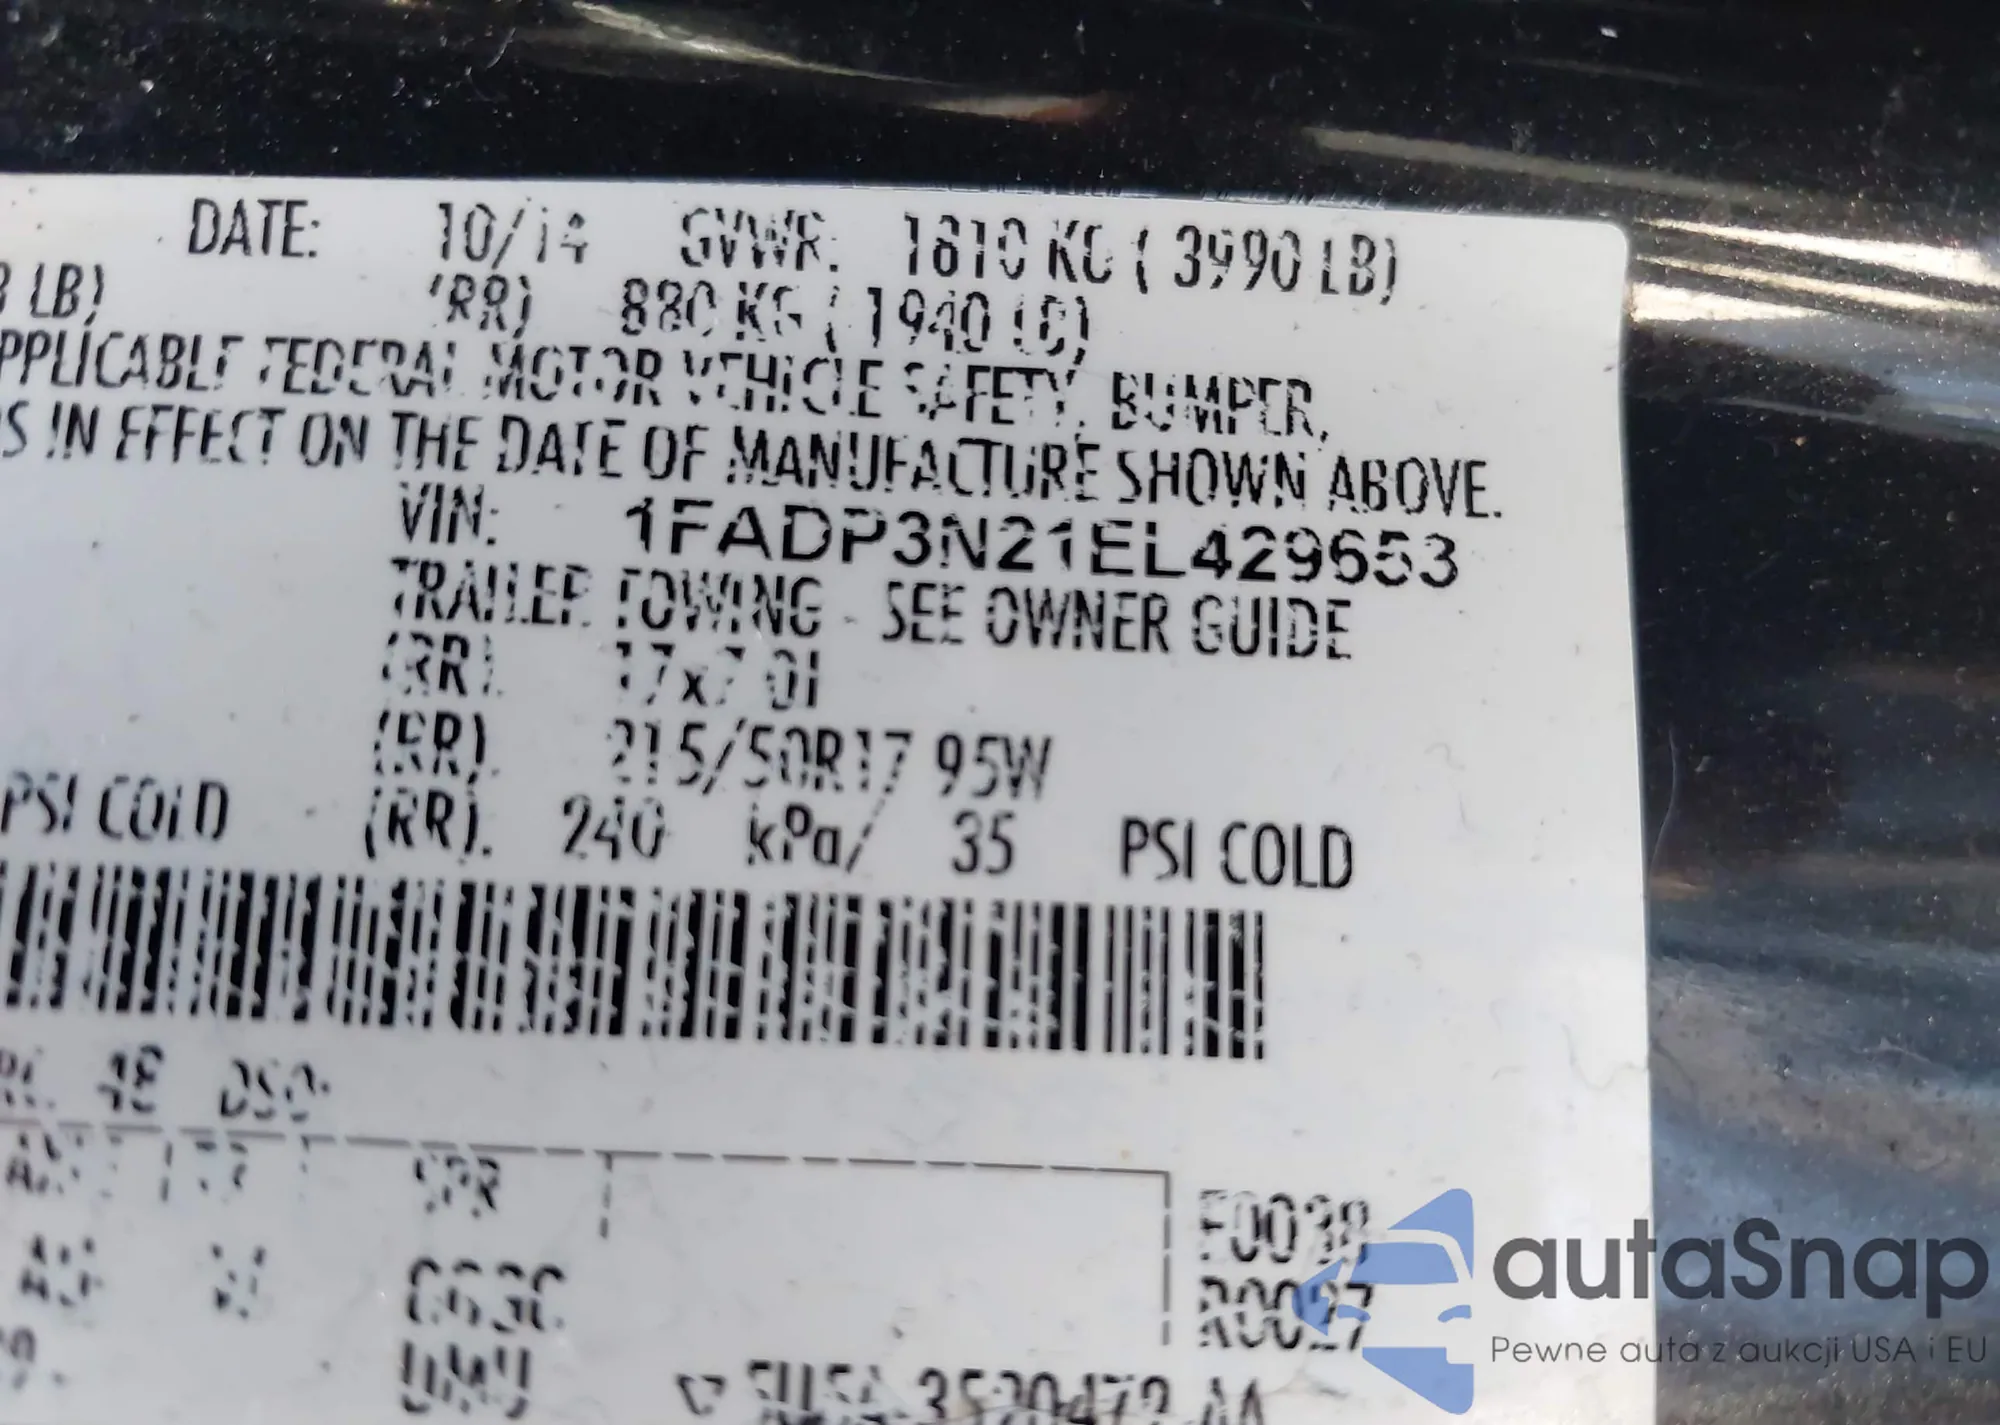 DATE: 10/14 GVWR: 1810 KG ( 3990 LB)
LB) (RR) 880 KG ( 1940 LB)
PPLICABLE FEDERAL MOTOR VEHICLE SAFETY, BUMPER,
S IN EFFECT ON THE DATE OF MANUFACTURE SHOWN ABOVE.
VIN: 1FADP3N21EL429653
TRAILER TOWING - SEE OWNER GUIDE
(RR). 17x7.0J
(RR). 215/50R17 95W
PSI COLD (RR). 240 kPa/ 35 PSI COLD
DSO:
SPR
F0038
R0027
autaSnap
Pewne auta z aukcji USA i EU